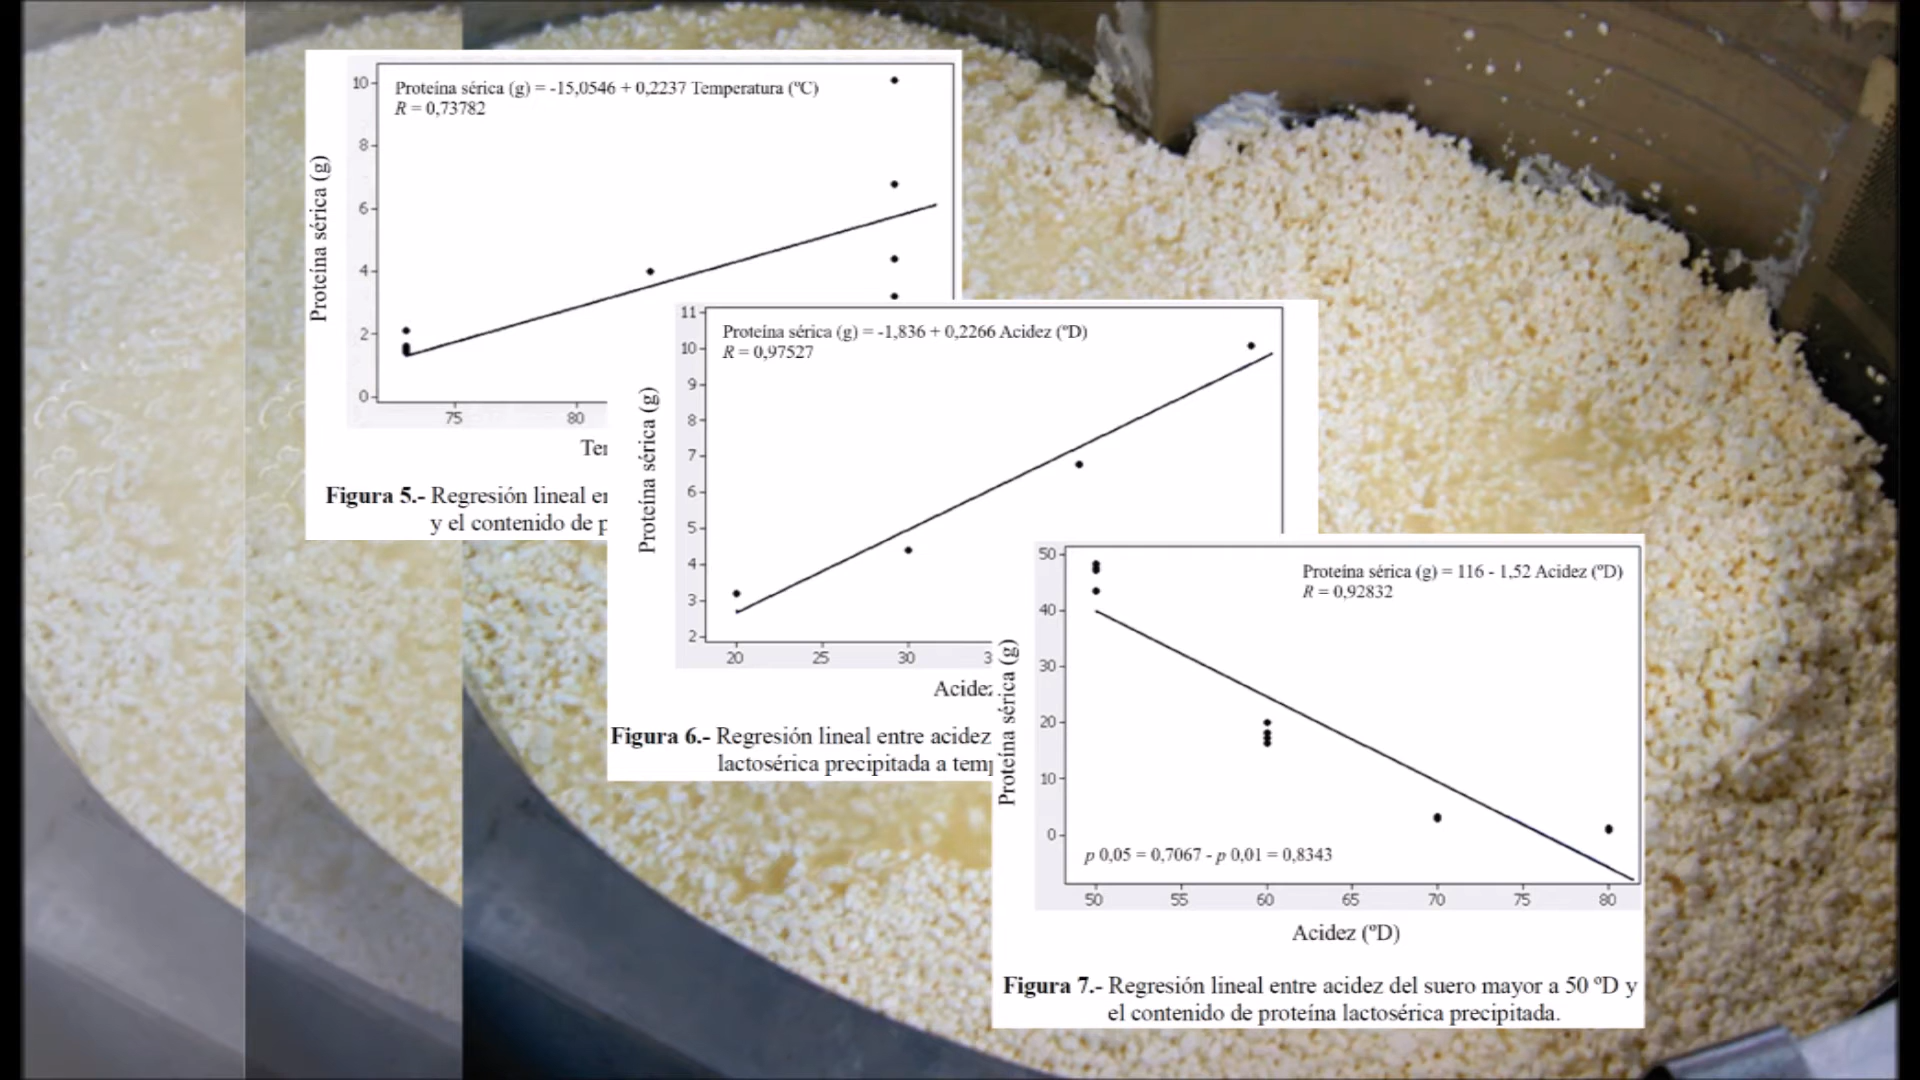 Proteína sérica (g) = -15,0546 + 0,2237 Temperatura (ºC)
R = 0,73782
Proteína sérica (g)
10
8
6
4
2
0
75
80
Figura 5.- Regresión lineal
y el contenido de
Proteína sérica (g) = -1,836 + 0,2266 Acidez (ºD)
R = 0,97527
Proteína sérica (g)
11
10
9
8
7
6
5
4
3
2
20
25
30
Figura 6.- Regresión lineal entre acidez
lactosérica precipitada a
Proteína sérica (g) = 116 - 1,52 Acidez (ºD)
R = 0,92832
Proteína sérica (g)
50
40
30
20
10
0
p 0,05 = 0,7067 - p 0,01 = 0,8343
50
55
60
65
70
75
80
Acidez (ºD)
Figura 7.- Regresión lineal entre acidez del suero mayor a 50 ºD y
el contenido de proteína lactosérica precipitada.